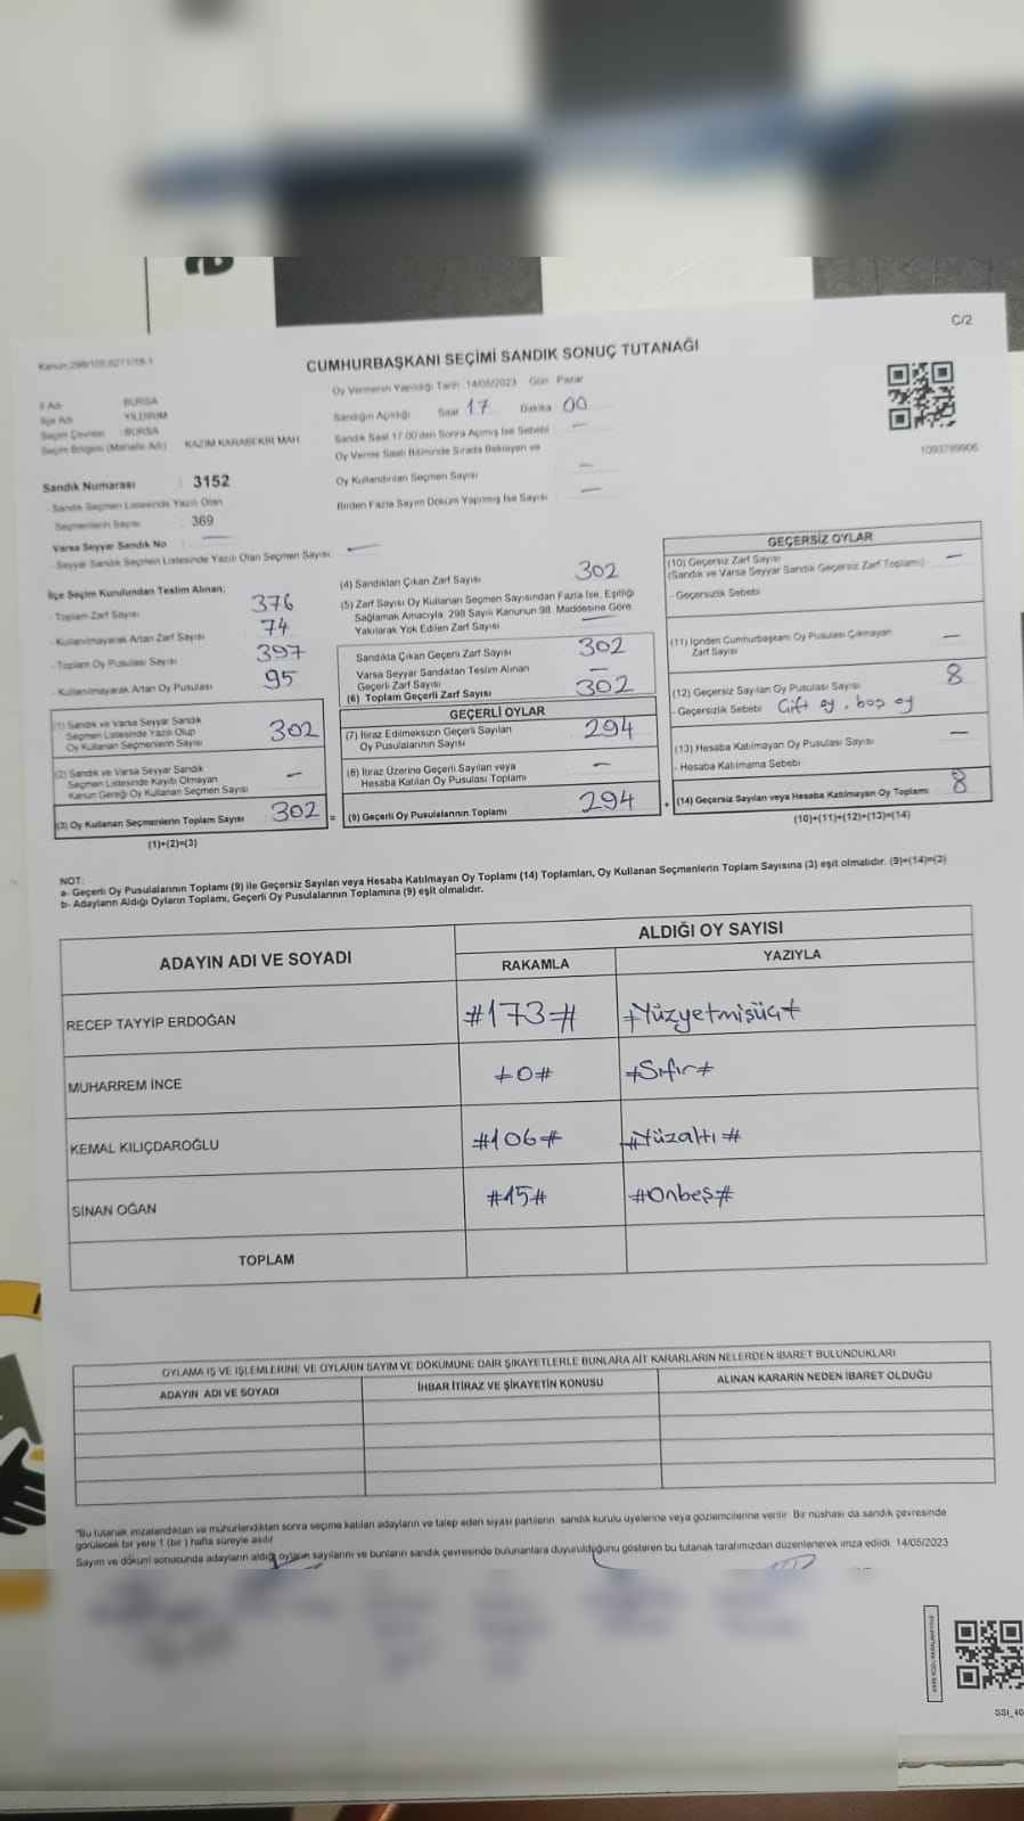 C/2
CUMHURBAŞKANI SEÇİMİ SANDIK SONUÇ TUTANAĞI
Oy Vermenin Yapıldığı Tarih 14/05/2023 Gün Pazar
Sandığın Açıldığı Saat 17 Dakika 00
Sandık Saat 17.00'den Sonra Açılmış İse Sebebi
Oy Verme Saati Bitiminde Sırada Bekleyen ve
Oy Kullandırılan Seçmen Sayısı
Birden Fazla Sayım Döküm Yapılmış İse Sayısı
1093799906
İl Adı BURSA
İlçe Adı YILDIRIM
Seçim Çevresi BURSA
Seçim Bölgesi (Mahalle Adı) KAZIM KARABEKİR MAH.
Sandık Numarası 3152
Sandık Seçmen Listesinde Yazılı Olan
Seçmenlerin Sayısı : 369
Varsa Seyyar Sandık No
Seyyar Sandık Seçmen Listesinde Yazılı Olan Seçmen Sayısı
İlçe Seçim Kurulundan Teslim Alınan;
- Toplam Zarf Sayısı 376
- Kullanılmayarak Artan Zarf Sayısı 74
- Toplam Oy Pusulası Sayısı 397
- Kullanılmayarak Artan Oy Pusulası 95
(1) Sandık ve Varsa Seyyar Sandık
Seçmen Listesinde Yazılı Olup
Oy Kullanan Seçmenlerin Sayısı 302
(2) Sandık ve Varsa Seyyar Sandık
Seçmen Listesinde Kayıtlı Olmayan
Kanun Gereği Oy Kullanan Seçmen Sayısı –
(3) Oy Kullanan Seçmenlerin Toplam Sayısı 302 =
(1)+(2)=(3)
(4) Sandıktan Çıkan Zarf Sayısı 302
(5) Zarf Sayısı Oy Kullanan Seçmen Sayısından Fazla İse, Eşitliği
Sağlamak Amacıyla, 298 Sayılı Kanunun 98. Maddesine Göre
Yakılarak Yok Edilen Zarf Sayısı –
Sandıkta Çıkan Geçerli Zarf Sayısı 302
Varsa Seyyar Sandıktan Teslim Alınan
Geçerli Zarf Sayısı –
(6) Toplam Geçerli Zarf Sayısı 302
GEÇERLİ OYLAR
(7) İtiraz Edilmeksizin Geçerli Sayılan
Oy Pusulalarının Sayısı 294
(8) İtiraz Üzerine Geçerli Sayılan veya
Hesaba Katılan Oy Pusulası Toplamı –
(9) Geçerli Oy Pusulalarının Toplamı 294 +
GEÇERSİZ OYLAR
(10) Geçersiz Zarf Sayısı –
(Sandık ve Varsa Seyyar Sandık Geçersiz Zarf Toplamı)
- Geçersizlik Sebebi
(11) İçinden Cumhurbaşkanı Oy Pusulası Çıkmayan
Zarf Sayısı –
(12) Geçersiz Sayılan Oy Pusulası Sayısı 8
- Geçersizlik Sebebi Çift oy, boş oy
(13) Hesaba Katılmayan Oy Pusulası Sayısı –
- Hesaba Katılmama Sebebi
(14) Geçersiz Sayılan veya Hesaba Katılmayan Oy Toplamı 8
(10)+(11)+(12)+(13)=(14)
NOT:
a- Geçerli Oy Pusulalarının Toplamı (9) ile Geçersiz Sayılan veya Hesaba Katılmayan Oy Toplamı (14) Toplamları, Oy Kullanan Seçmenlerin Toplam Sayısına (3) eşit olmalıdır. (9)+(14)=(3)
b- Adayların Aldığı Oyların Toplamı, Geçerli Oy Pusulalarının Toplamına (9) eşit olmalıdır.
ADAYIN ADI VE SOYADI ALDIĞI OY SAYISI
RAKAMLA YAZIYLA
RECEP TAYYİP ERDOĞAN #173# #Yüzyetmişüç#
MUHARREM İNCE #0# #Sıfır#
KEMAL KILIÇDAROĞLU #106# #Yüzaltı#
SİNAN OĞAN #15# #Onbeş#
TOPLAM
OYLAMA İŞ VE İŞLEMLERİNE VE OYLARIN SAYIM VE DÖKÜMÜNE DAİR ŞİKAYETLERLE BUNLARA AİT KARARLARIN NELERDEN İBARET BULUNDUKLARI
ADAYIN ADI VE SOYADI İHBAR İTİRAZ VE ŞİKAYETİN KONUSU ALINAN KARARIN NEDEN İBARET OLDUĞU
"Bu tutanak imzalandıktan ve mühürlendikten sonra seçime katılan adayların ve talep eden siyasi partilerin sandık kurulu üyelerine veya gözlemcilerine verilir. Bir nüshası da sandık çevresinde
görülecek bir yere 1 (bir) hafta süreyle asılır.
Sayım ve döküm sonucunda adayların aldığı oyların sayılarını ve bunların sandık çevresinde bulunanlara duyurulduğunu gösteren bu tutanak tarafımızdan düzenlenerek imza edildi. 14/05/2023